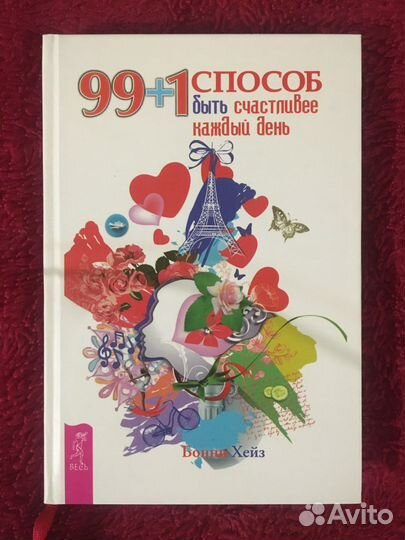 99+1 СПОСОБ
быть счастливее
каждый день
Бонни Хейз
ВЕСЬ
Avito